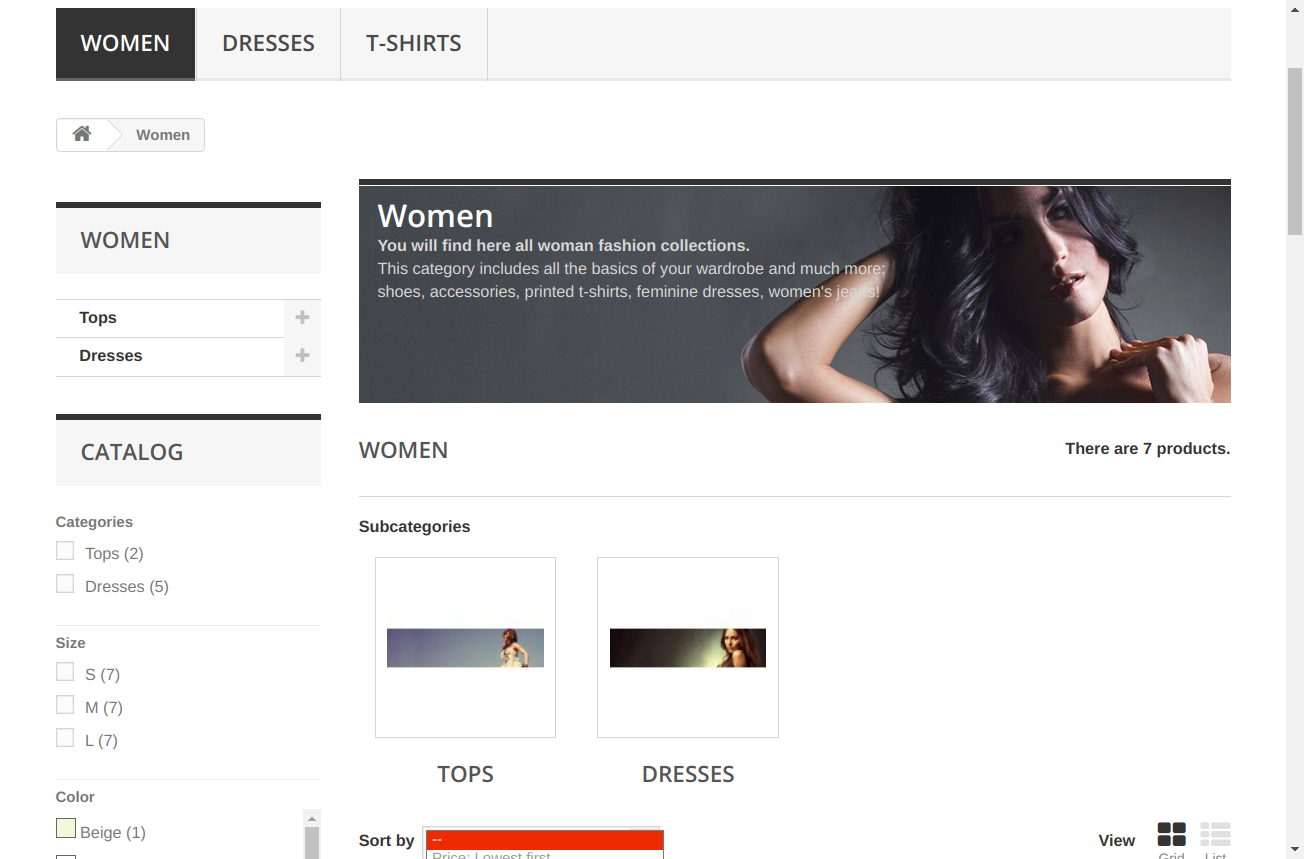 WOMEN DRESSES T-SHIRTS
Women
WOMEN
Tops
Dresses
CATALOG
Categories
Tops (2)
Dresses (5)
Size
S (7)
M (7)
L (7)
Color
Beige (1)
Women
You will find here all woman fashion collections.
This category includes all the basics of your wardrobe and much more:
shoes, accessories, printed t-shirts, feminine dresses, women's jeans!
WOMEN There are 7 products.
Subcategories
TOPS DRESSES
Sort by -- View
Price: Lowest first Grid List